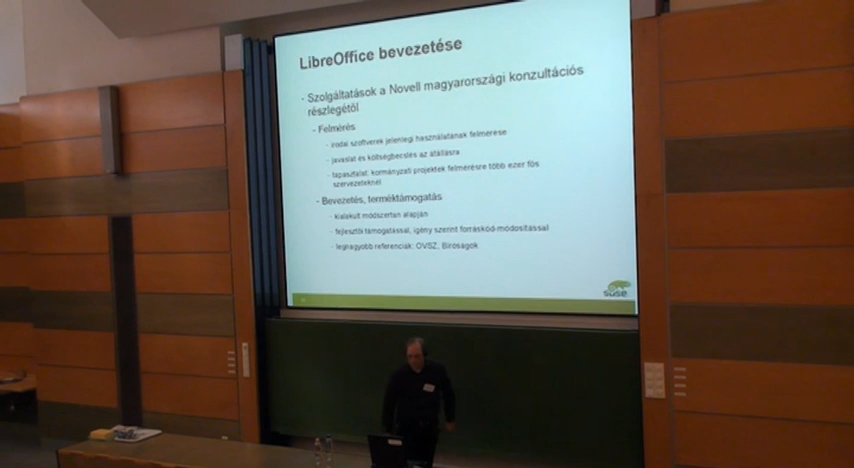 LibreOffice bevezetése
- Szolgáltatások a Novell magyarországi konzultációs
részlegétől
- Felmérés
- irodai szoftverek jelenlegi használatának felmérése
- javaslat és költségbecslés az átállásra
- tapasztalat: kormányzati projektek felmérésre több ezer fős
szervezeteknél
- Bevezetés, terméktámogatás
- kialakult módszertan alapján
- fejlesztői támogatással, igény szerint forráskód-módosítással
- legnagyobb referenciák: OVSZ, Bíróságok
SUSE